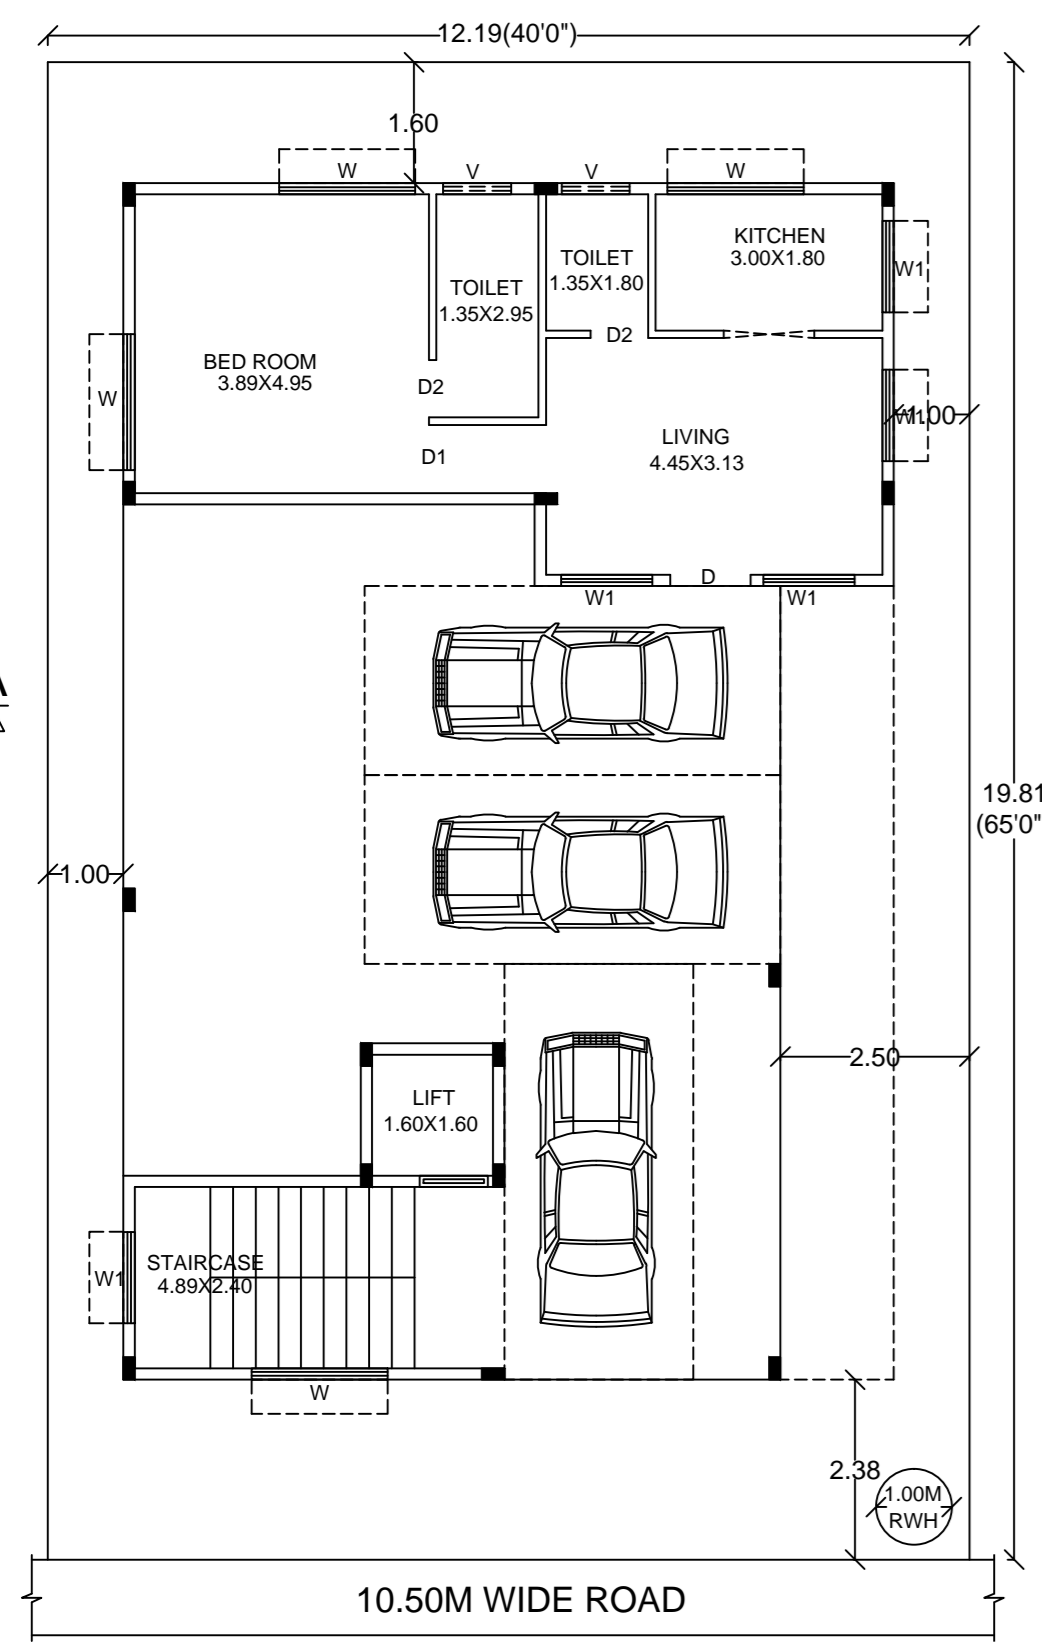 12.19(40'0")
1.60
W
V
V
W
KITCHEN
3.00X1.80
TOILET
1.35X1.80
W1
TOILET
1.35X2.95
D2
BED ROOM
3.89X4.95
D2
W
W1
1.00
LIVING
4.45X3.13
D1
D
W1
W1
A
19.81
(65'0"
1.00
2.50
LIFT
1.60X1.60
STAIRCASE
4.89X2.40
W1
W
2.38
1.00M
RWH
10.50M WIDE ROAD